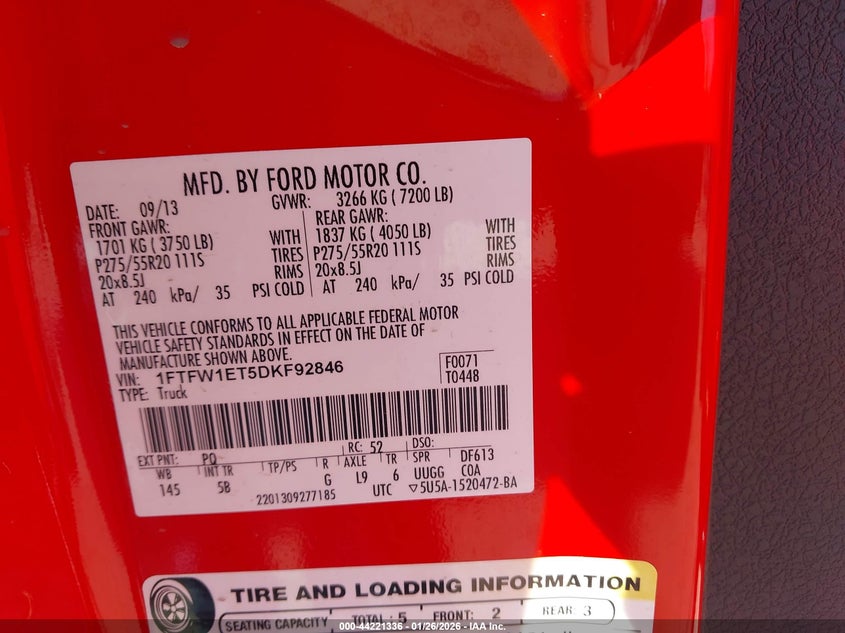 MFD. BY FORD MOTOR CO.
DATE: 09/13 GVWR: 3266 KG ( 7200 LB)
FRONT GAWR: REAR GAWR:
1701 KG ( 3750 LB) WITH 1837 KG ( 4050 LB) WITH
P275/55R20 111S TIRES P275/55R20 111S TIRES
20x8.5J RIMS 20x8.5J RIMS
AT 240 kPa/ 35 PSI COLD AT 240 kPa/ 35 PSI COLD
THIS VEHICLE CONFORMS TO ALL APPLICABLE FEDERAL MOTOR
VEHICLE SAFETY STANDARDS IN EFFECT ON THE DATE OF
MANUFACTURE SHOWN ABOVE.
VIN: 1FTFW1ET5DKF92846 F0071
TYPE: Truck T0448
EXT PNT: PQ RC: 52 DSO:
WB INT TR TP/PS R AXLE TR SPR DF613
145 5B G L9 6 UUGG COA
2201309277185 UTC ▽5U5A-1520472-BA
TIRE AND LOADING INFORMATION
SEATING CAPACITY TOTAL: 5 FRONT: 2 REAR: 3
000-44221336 - 01/26/2026 - IAA Inc.